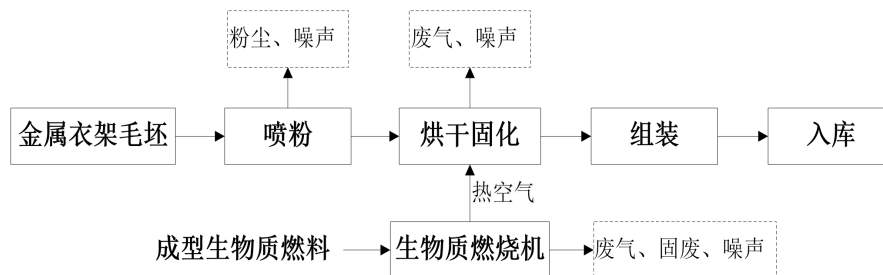 粉尘、噪声
废气、噪声
金属衣架毛坯
喷粉
烘干固化
组装
入库
热空气
成型生物质燃料
生物质燃烧机
废气、固废、噪声